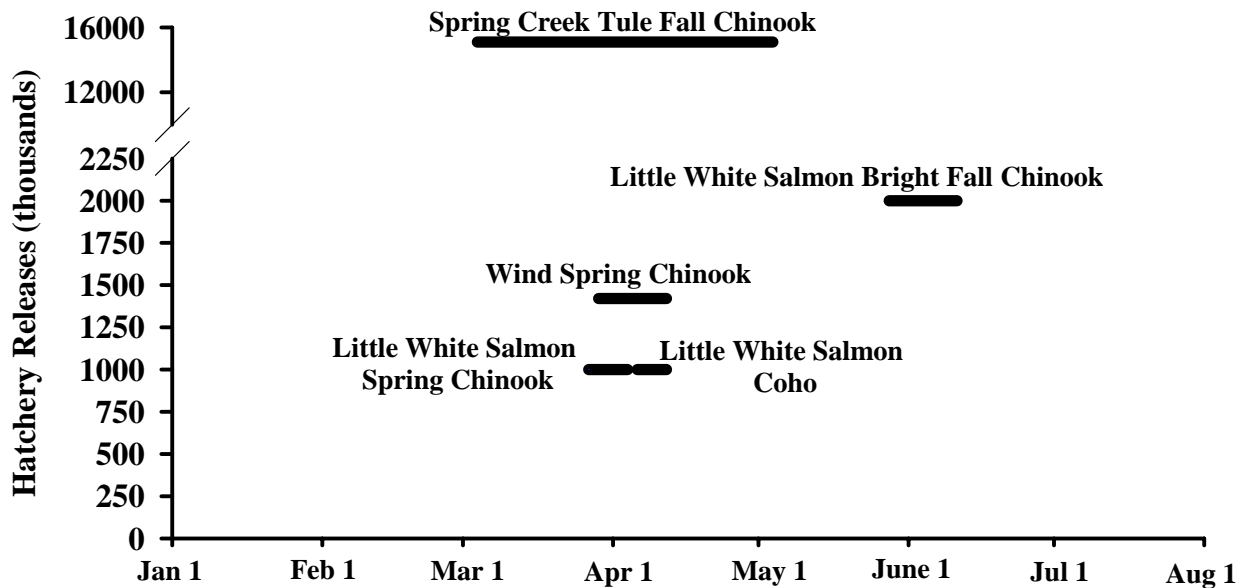 Spring Creek Tule Fall Chinook
16000
12000
2250
Little White Salmon Bright Fall Chinook
2000
1750
Wind Spring Chinook
1500
1250
Little White Salmon
Spring Chinook
Little White Salmon
Coho
1000
750
500
250
0
Hatchery Releases (thousands)
Jan 1 Feb 1 Mar 1 Apr 1 May 1 June 1 Jul 1 Aug 1